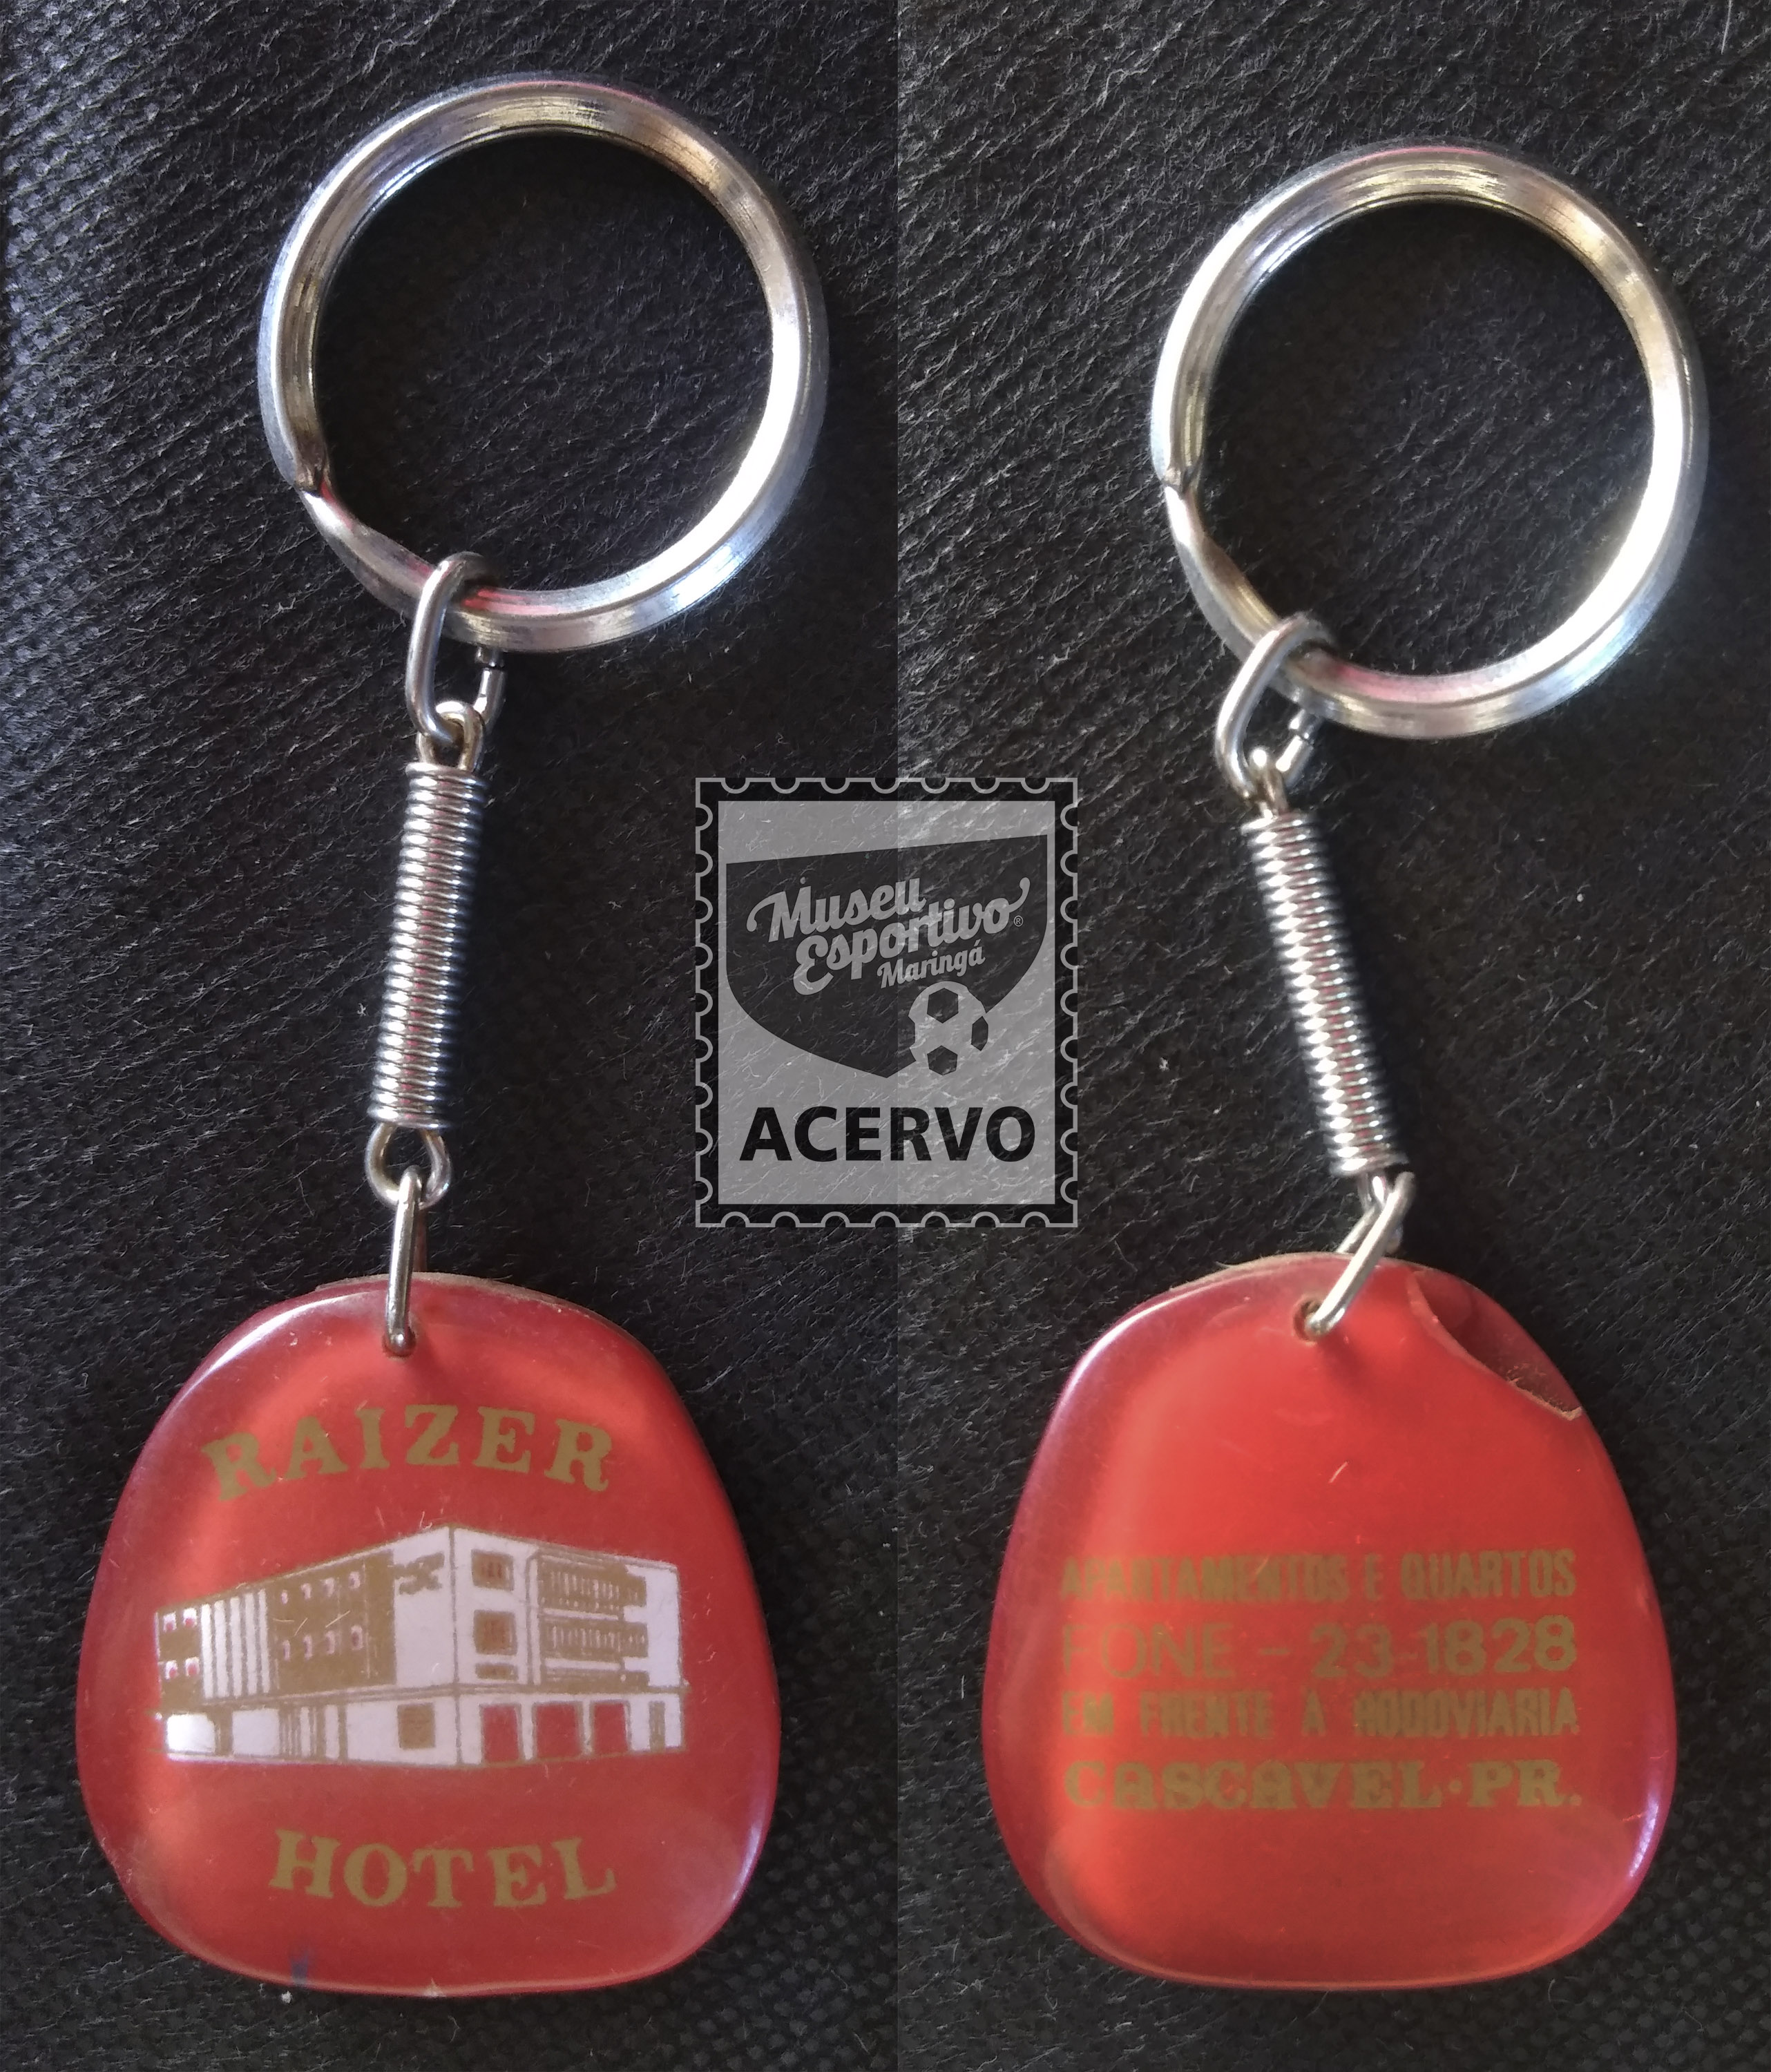 RAIZER
HOTEL
Museu
Esportivo®
Maringá
ACERVO
APARTAMENTOS E QUARTOS
FONE - 23-1828
EM FRENTE À RODOVIARIA
CASCAVEL·PR.